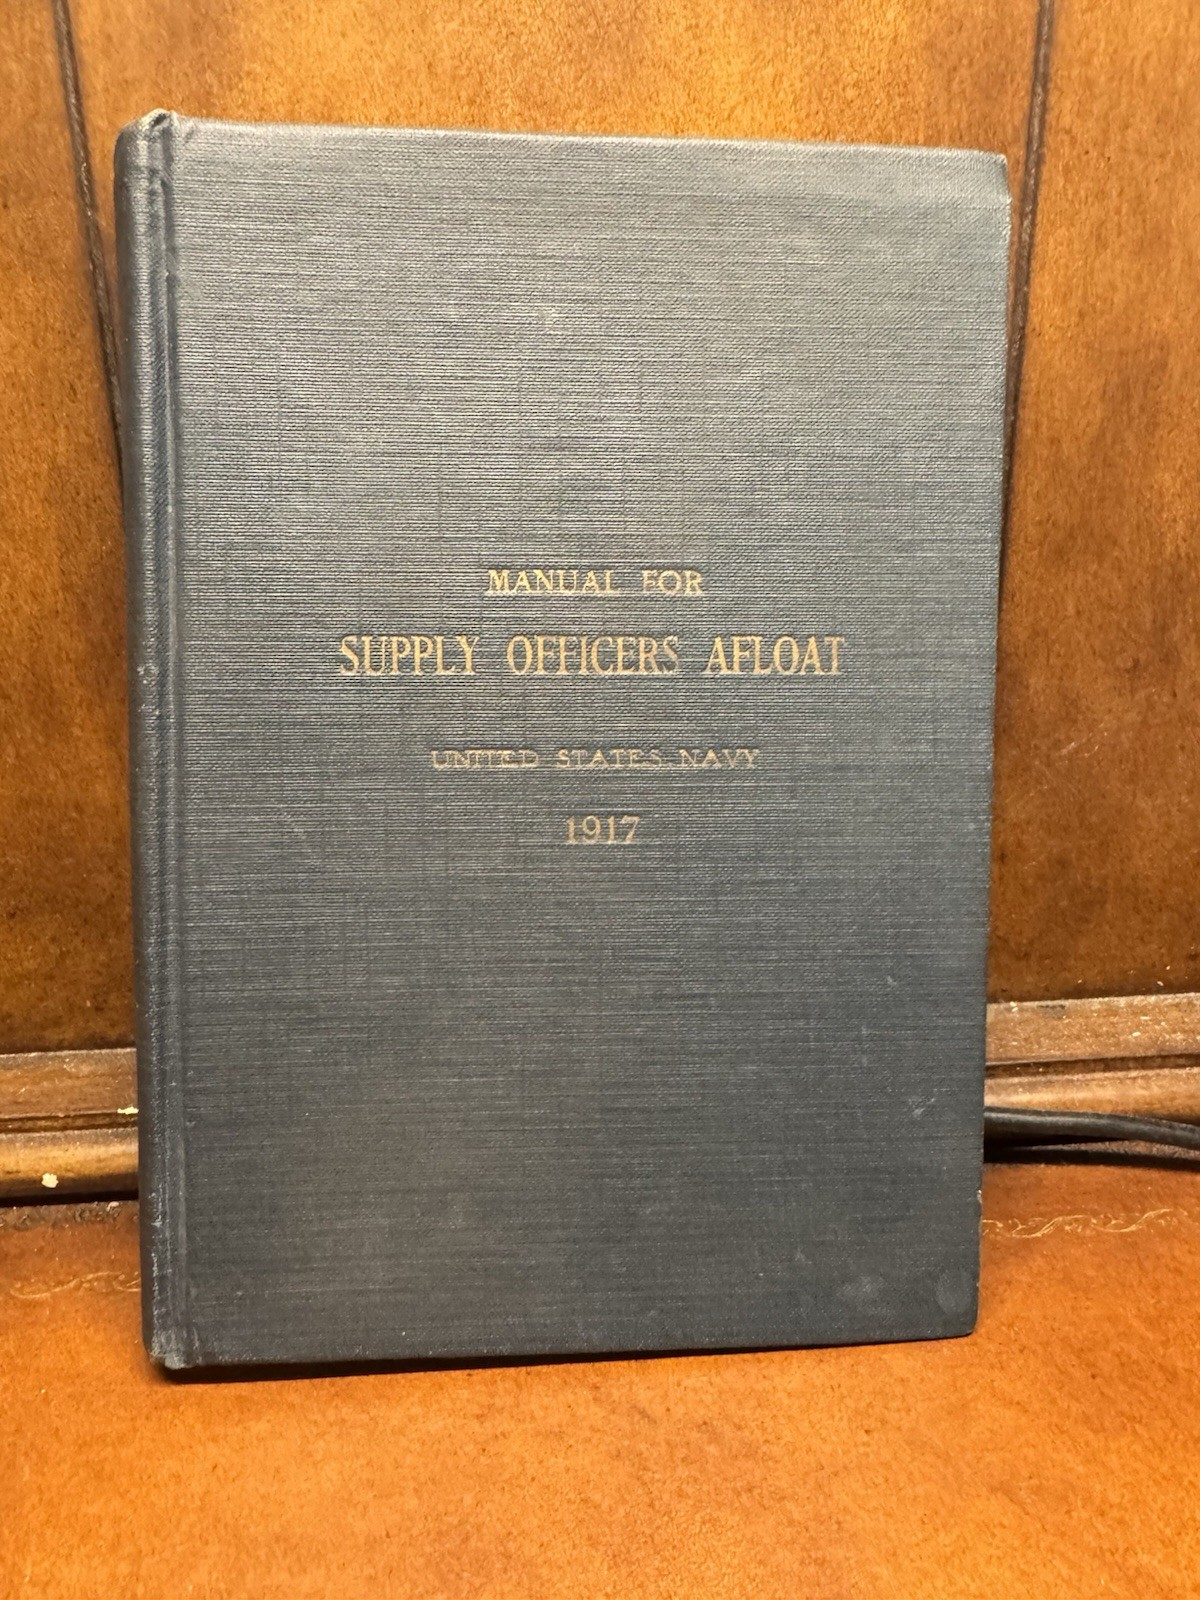 MANUAL FOR
SUPPLY OFFICERS AFLOAT
UNITED STATES NAVY
1917